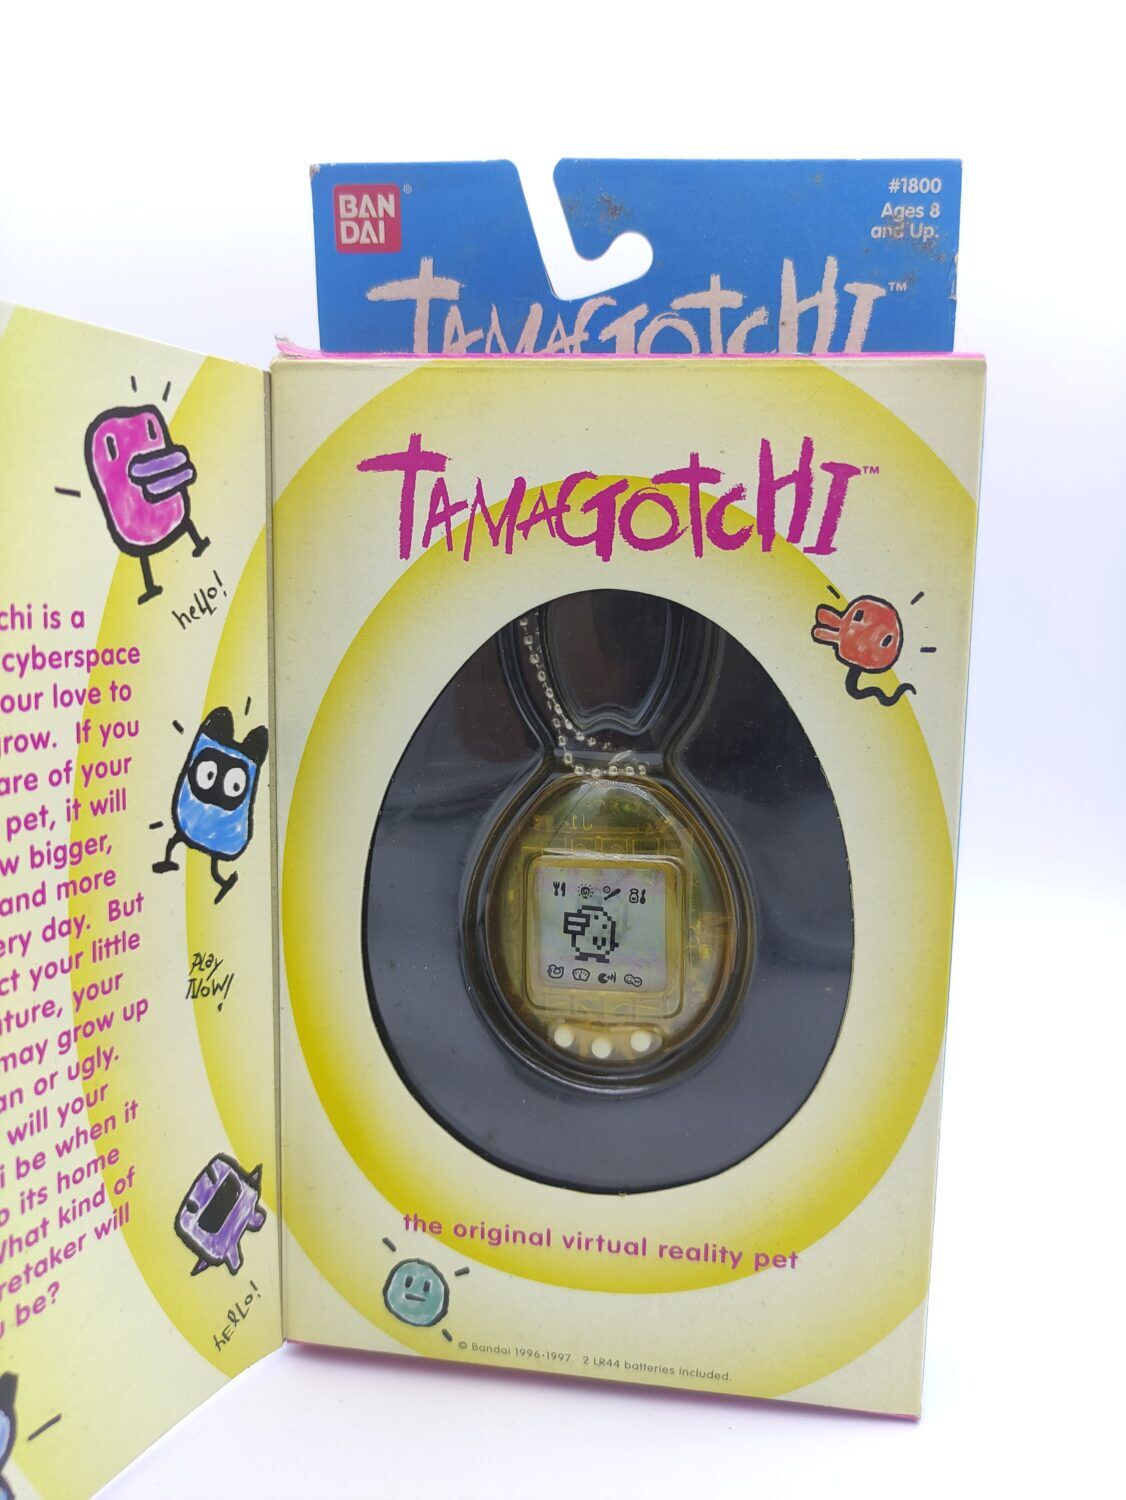 BAN
DAI
®
#1800
Ages 8
and Up.
TAMAGOTCHI™
TAMAGOTCHI™
hello!
chi is a
cyberspace
our love to
row. If you
are of your
pet, it will
w bigger,
and more
ery day. But
ct your little
ture, your
may grow up
an or ugly.
will your
i be when it
o its home
hat kind of
retaker will
be?
Play
Now!
hello!
the original virtual reality pet
© Bandai 1996-1997. 2 LR44 batteries included.